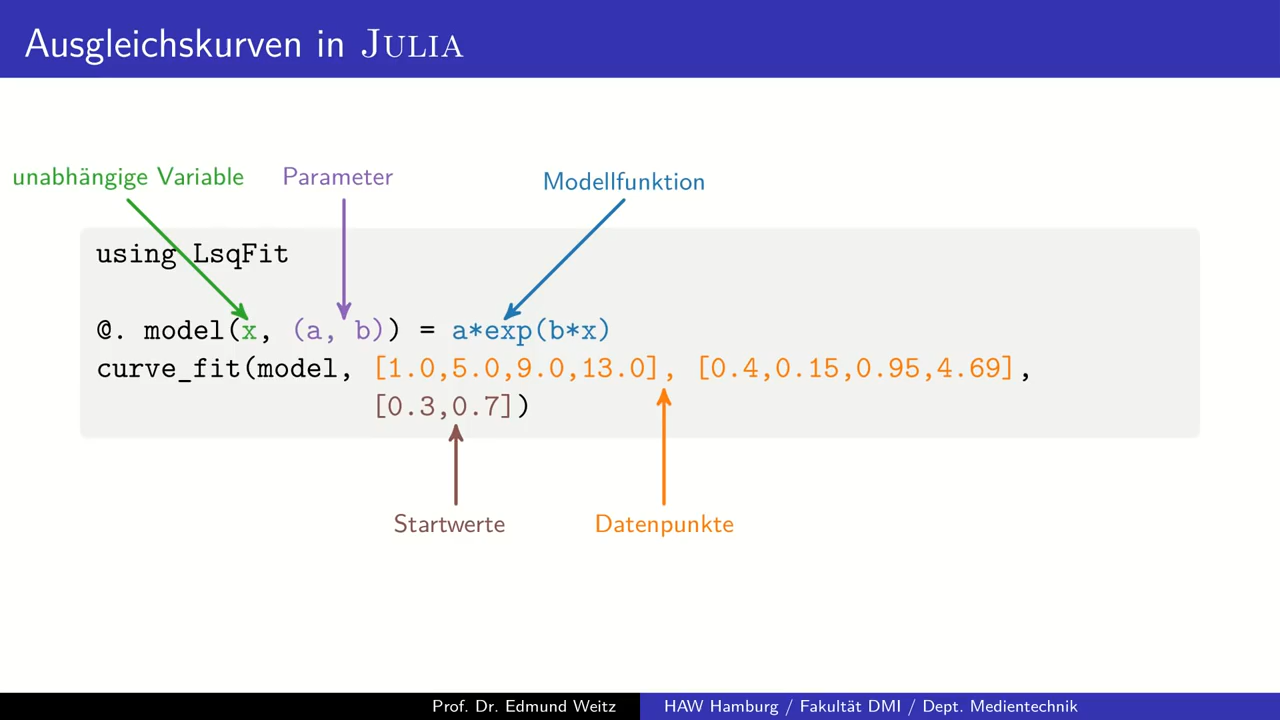 Ausgleichskurven in JULIA
unabhängige Variable
Parameter
Modellfunktion
using LsqFit
@. model(x, (a, b)) = a*exp(b*x)
curve_fit(model, [1.0,5.0,9.0,13.0], [0.4,0.15,0.95,4.69],
[0.3,0.7])
Startwerte
Datenpunkte
Prof. Dr. Edmund Weitz
HAW Hamburg / Fakultät DMI / Dept. Medientechnik